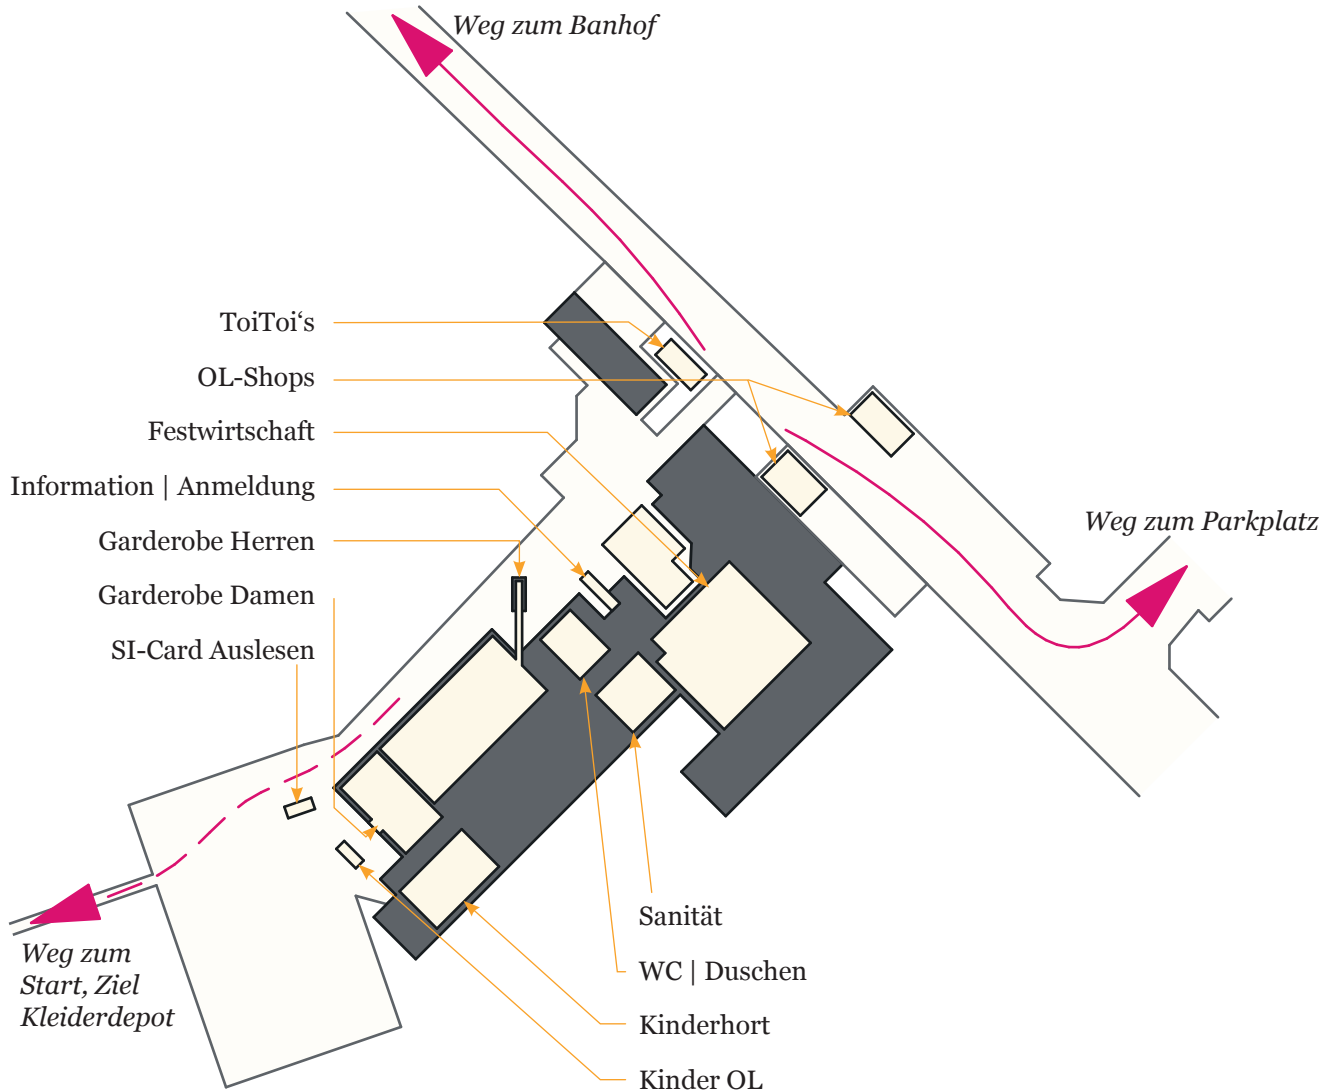 Weg zum Banhof
ToiToi‘s
OL-Shops
Festwirtschaft
Information | Anmeldung
Garderobe Herren
Garderobe Damen
SI-Card Auslesen
Weg zum Parkplatz
Weg zum
Start, Ziel
Kleiderdepot
Sanität
WC | Duschen
Kinderhort
Kinder OL